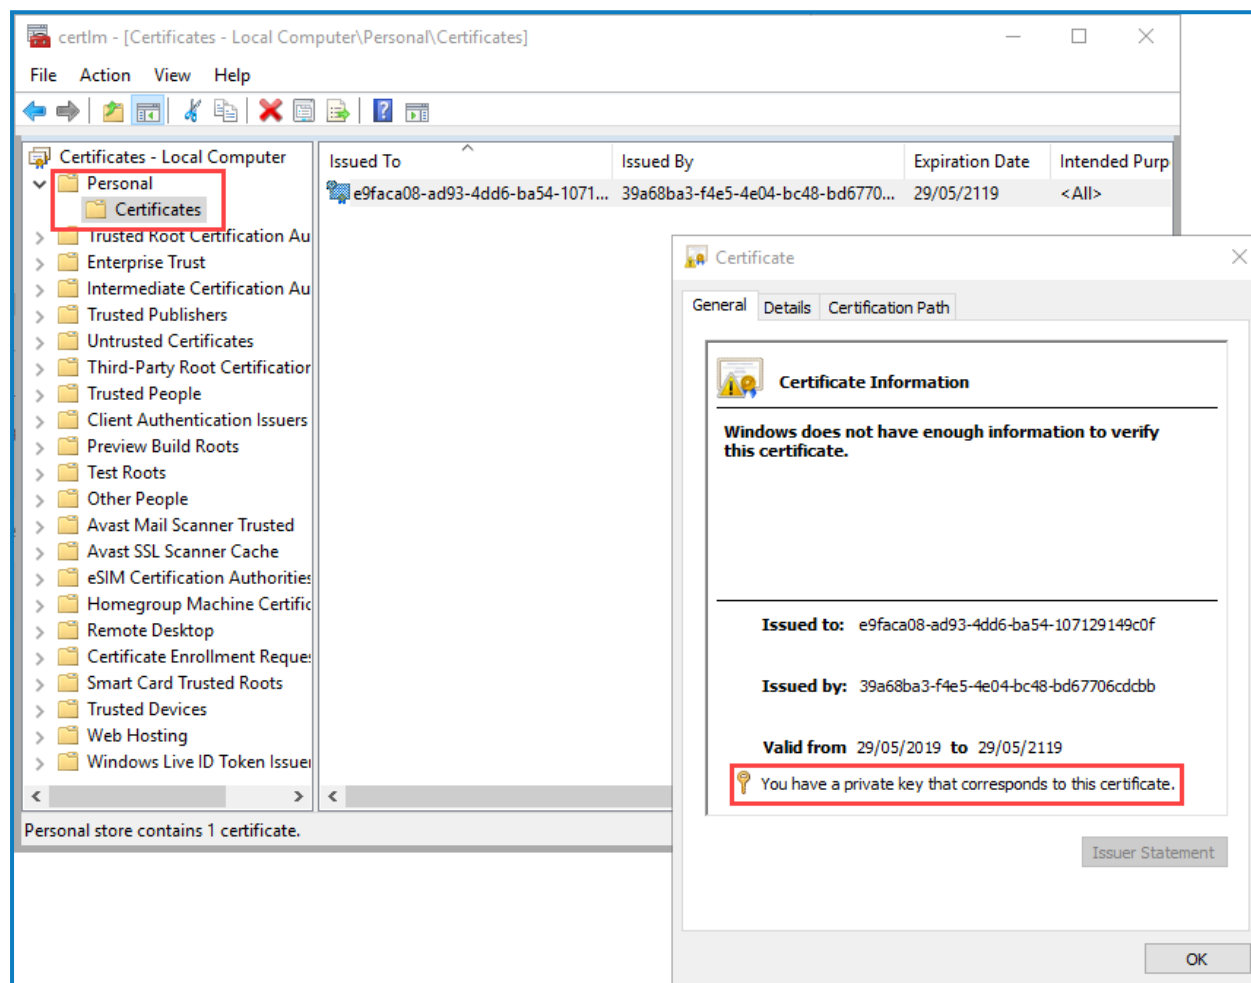 certlm - [Certificates - Local Computer\Personal\Certificates]
File Action View Help
Certificates - Local Computer
Personal
Certificates
Trusted Root Certification Au
Enterprise Trust
Intermediate Certification Au
Trusted Publishers
Untrusted Certificates
Third-Party Root Certification
Trusted People
Client Authentication Issuers
Preview Build Roots
Test Roots
Other People
Avast Mail Scanner Trusted
Avast SSL Scanner Cache
eSIM Certification Authorities
Homegroup Machine Certific
Remote Desktop
Certificate Enrollment Reques
Smart Card Trusted Roots
Trusted Devices
Web Hosting
Windows Live ID Token Issuer
Issued To Issued By Expiration Date Intended Purp
e9faca08-ad93-4dd6-ba54-1071... 39a68ba3-f4e5-4e04-bc48-bd6770... 29/05/2119 <All>
Personal store contains 1 certificate.
Certificate
General Details Certification Path
Certificate Information
Windows does not have enough information to verify
this certificate.
Issued to: e9faca08-ad93-4dd6-ba54-107129149c0f
Issued by: 39a68ba3-f4e5-4e04-bc48-bd67706cdcbb
Valid from 29/05/2019 to 29/05/2119
You have a private key that corresponds to this certificate.
Issuer Statement
OK